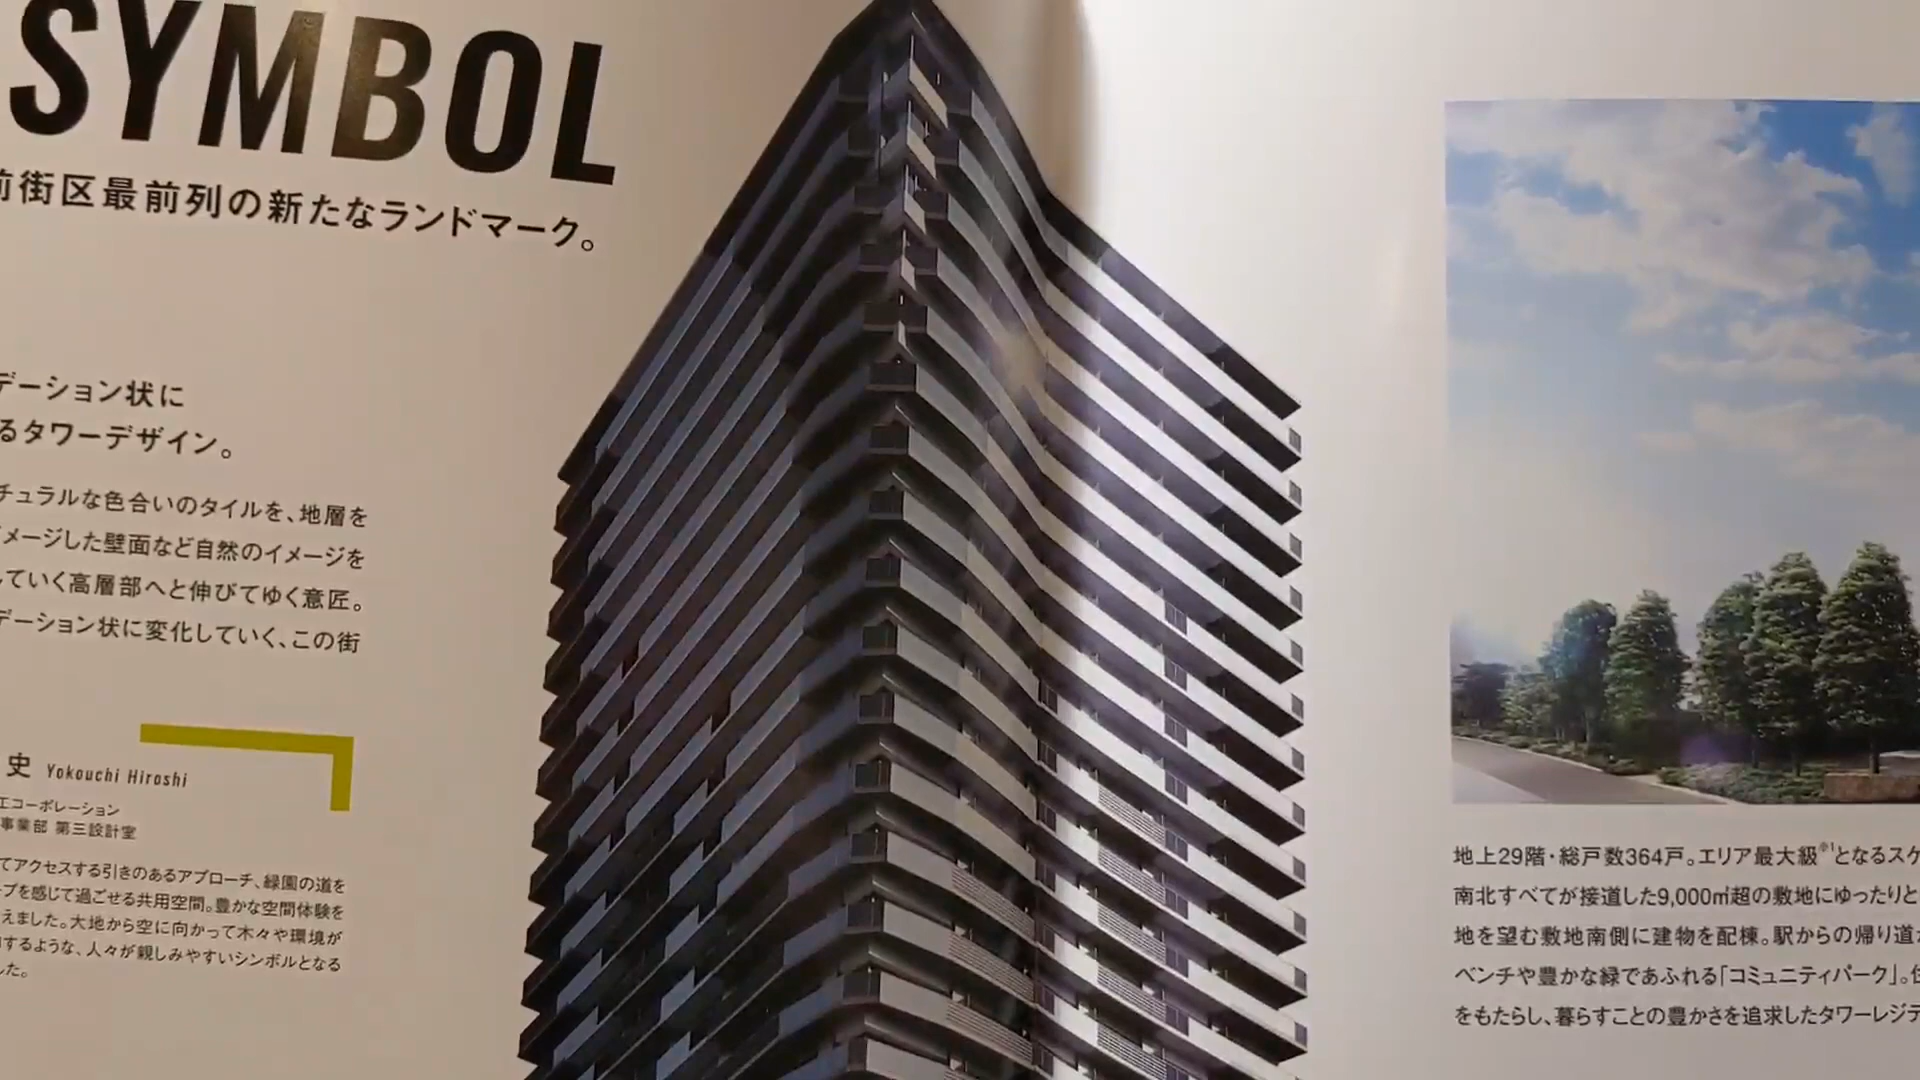 SYMBOL
前街区最前列の新たなランドマーク。
デーション状に
るタワーデザイン。
チュラルな色合いのタイルを、地層を
イメージした壁面など自然のイメージを
していく高層部へと伸びてゆく意匠。
デーション状に変化していく、この街
史 Yokouchi Hiroshi
エコーポレーション
事業部 第三設計室
てアクセスする引きのあるアプローチ、緑園の道を
ーブを感じて過ごせる共用空間。豊かな空間体験を
えました。大地から空に向かって木々や環境が
するような、人々が親しみやすいシンボルとなる
した。
地上29階・総戸数364戸。エリア最大級※1となるスケ
南北すべてが接道した9,000㎡超の敷地にゆったりと
地を望む敷地南側に建物を配棟。駅からの帰り道
ベンチや豊かな緑であふれる「コミュニティパーク」。住
をもたらし、暮らすことの豊かさを追求したタワーレジデ